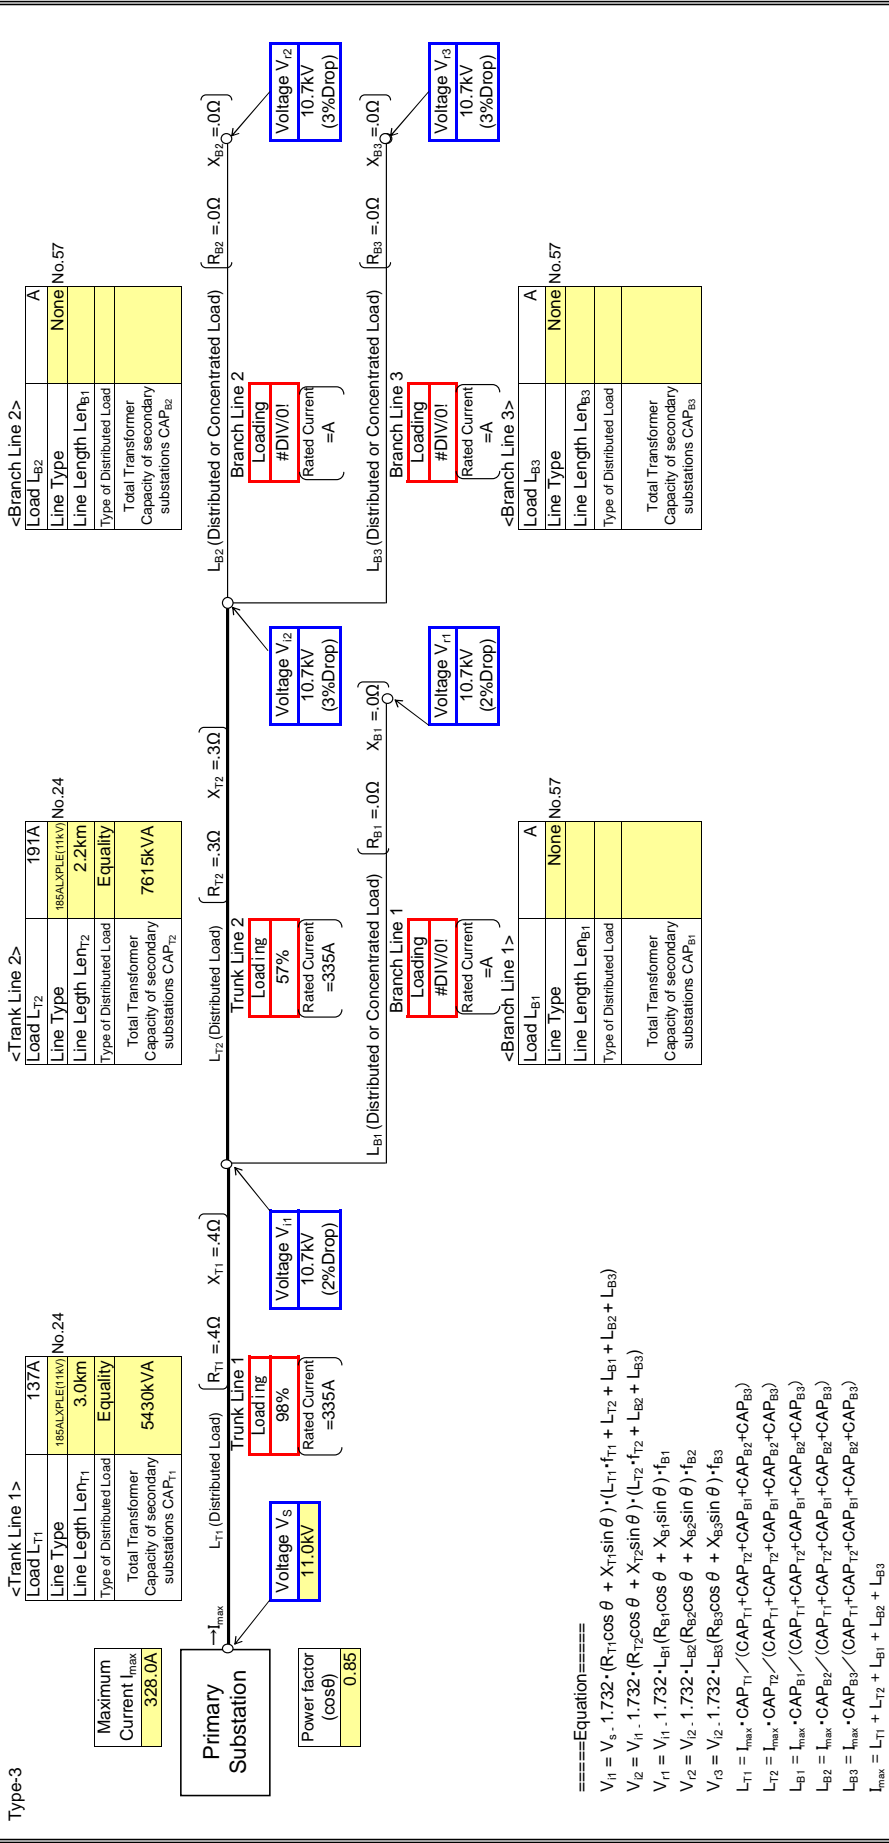 Type-3
Maximum
Current Imax
328.0A
Primary
Substation
Power factor
(cosθ)
0.85
→Imax
Voltage VS
11.0kV
<Trank Line 1>
Load LT1 137A
Line Type 185ALXPLE(11kV) No.24
Line Legth LenT1 3.0km
Type of Distributed Load Equality
Total Transformer
Capacity of secondary
substations CAPT1
5430kVA
LT1 (Distributed Load) RT1 =.4Ω XT1 =.4Ω
Trunk Line 1
Loading
98%
Rated Current
=335A
Voltage Vi1
10.7kV
(2%Drop)
<Trank Line 2>
Load LT2 191A
Line Type 185ALXPLE(11kV) No.24
Line Legth LenT2 2.2km
Type of Distributed Load Equality
Total Transformer
Capacity of secondary
substations CAPT2
7615kVA
LT2 (Distributed Load) RT2 =.3Ω XT2 =.3Ω
Trunk Line 2
Loading
57%
Rated Current
=335A
Voltage Vi2
10.7kV
(3%Drop)
LB1 (Distributed or Concentrated Load) RB1 =.0Ω XB1 =.0Ω
Branch Line 1
Loading
#DIV/0!
Rated Current
=A
Voltage Vr1
10.7kV
(2%Drop)
<Branch Line 1>
Load LB1 A
Line Type None No.57
Line Length LenB1
Type of Distributed Load
Total Transformer
Capacity of secondary
substations CAPB1
<Branch Line 2>
Load LB2 A
Line Type None No.57
Line Length LenB1
Type of Distributed Load
Total Transformer
Capacity of secondary
substations CAPB2
LB2 (Distributed or Concentrated Load) RB2 =.0Ω XB2 =.0Ω
Branch Line 2
Loading
#DIV/0!
Rated Current
=A
Voltage Vr2
10.7kV
(3%Drop)
LB3 (Distributed or Concentrated Load) RB3 =.0Ω XB3 =.0Ω
Branch Line 3
Loading
#DIV/0!
Rated Current
=A
Voltage Vr3
10.7kV
(3%Drop)
<Branch Line 3>
Load LB3 A
Line Type None No.57
Line Length LenB3
Type of Distributed Load
Total Transformer
Capacity of secondary
substations CAPB3
=====Equation=====
Vi1 = Vs - 1.732・(RT1cos θ + XT1sin θ)・(LT1・fT1 + LT2 + LB1 + LB2 + LB3)
Vi2 = Vi1 - 1.732・(RT2cos θ + XT2sin θ)・(LT2・fT2 + LB2 + LB3)
Vr1 = Vi1 - 1.732・LB1(RB1cos θ + XB1sin θ)・fB1
Vr2 = Vi2 - 1.732・LB2(RB2cos θ + XB2sin θ)・fB2
Vr3 = Vi2 - 1.732・LB3(RB3cos θ + XB3sin θ)・fB3
LT1 = Imax・CAPT1／(CAPT1+CAPT2+CAPB1+CAPB2+CAPB3)
LT2 = Imax・CAPT2／(CAPT1+CAPT2+CAPB1+CAPB2+CAPB3)
LB1 = Imax・CAPB1／(CAPT1+CAPT2+CAPB1+CAPB2+CAPB3)
LB2 = Imax・CAPB2／(CAPT1+CAPT2+CAPB1+CAPB2+CAPB3)
LB3 = Imax・CAPB3／(CAPT1+CAPT2+CAPB1+CAPB2+CAPB3)
Imax = LT1 + LT2 + LB1 + LB2 + LB3